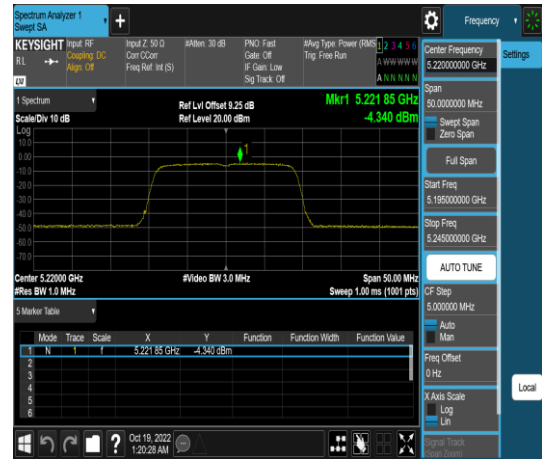 Spectrum Analyzer 1
Swept SA
+
Frequency
KEYSIGHT Input: RF Input Z: 50 Ω #Atten: 30 dB PNO: Fast #Avg Type: Power (RMS 1 2 3 4 5 6
RL Coupling: DC Corr CCorr Gate: Off Trig: Free Run
Align: Off Freq Ref: Int (S) IF Gain: Low A W W W W W
Sig Track: Off A N N N N N
LXI
1 Spectrum
Ref Lvl Offset 9.25 dB Mkr1 5.221 85 GHz
Scale/Div 10 dB Ref Level 20.00 dBm -4.340 dBm
Log
10.0
0.00
-10.0
-20.0
-30.0
-40.0
-50.0
-60.0
-70.0
1
Center 5.22000 GHz #Video BW 3.0 MHz Span 50.00 MHz
#Res BW 1.0 MHz Sweep 1.00 ms (1001 pts)
5 Marker Table
Mode Trace Scale X Y Function Function Width Function Value
1 N 1 f 5.221 85 GHz -4.340 dBm
2
3
4
5
6
? Oct 19, 2022
1:20:28 AM
Center Frequency
5.220000000 GHz
Settings
Span
50.0000000 MHz
Swept Span
Zero Span
Full Span
Start Freq
5.195000000 GHz
Stop Freq
5.245000000 GHz
AUTO TUNE
CF Step
5.000000 MHz
Auto
Man
Freq Offset
0 Hz
X Axis Scale
Log
Lin
Local
Signal Track
(Span Zoom)